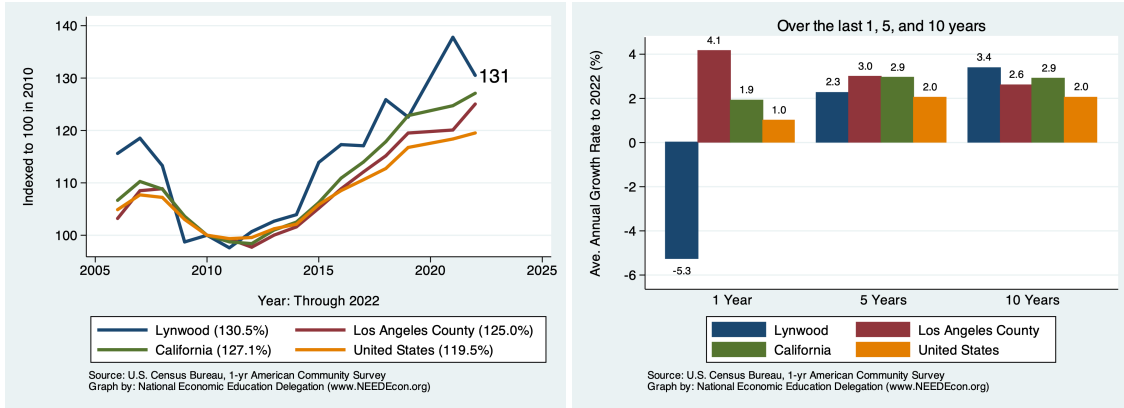 140
130
120
110
100
Indexed to 100 in 2010
131
2005
2010
2015
2020
2025
Year: Through 2022
Lynwood (130.5%)
Los Angeles County (125.0%)
California (127.1%)
United States (119.5%)
Source: U.S. Census Bureau, 1-yr American Community Survey
Graph by: National Economic Education Delegation (www.NEEDEcon.org)
Over the last 1, 5, and 10 years
Ave. Annual Growth Rate to 2022 (%)
4
2
0
-2
-4
-6
-5.3
4.1
1.9
1.0
2.3
3.0
2.9
2.0
3.4
2.6
2.9
2.0
1 Year
5 Years
10 Years
Lynwood
Los Angeles County
California
United States
Source: U.S. Census Bureau, 1-yr American Community Survey
Graph by: National Economic Education Delegation (www.NEEDEcon.org)